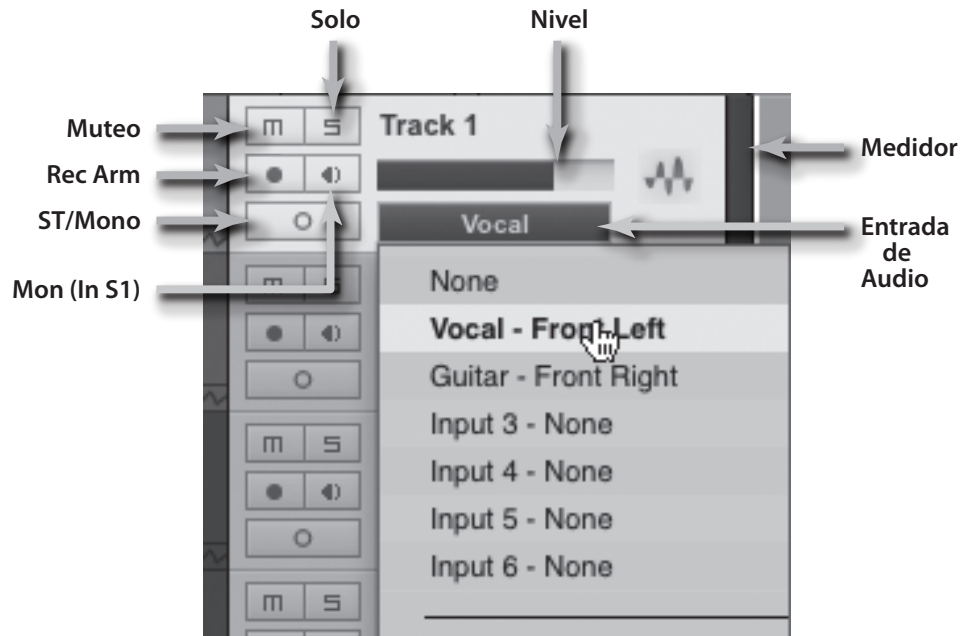 Solo
Nivel
Muteo
m S
Track 1
Medidor
Rec Arm
ST/Mono
Vocal
Entrada
de
Audio
Mon (In S1)
m S
None
Vocal - Front Left
Guitar - Front Right
Input 3 - None
m S
Input 4 - None
Input 5 - None
Input 6 - None
m S